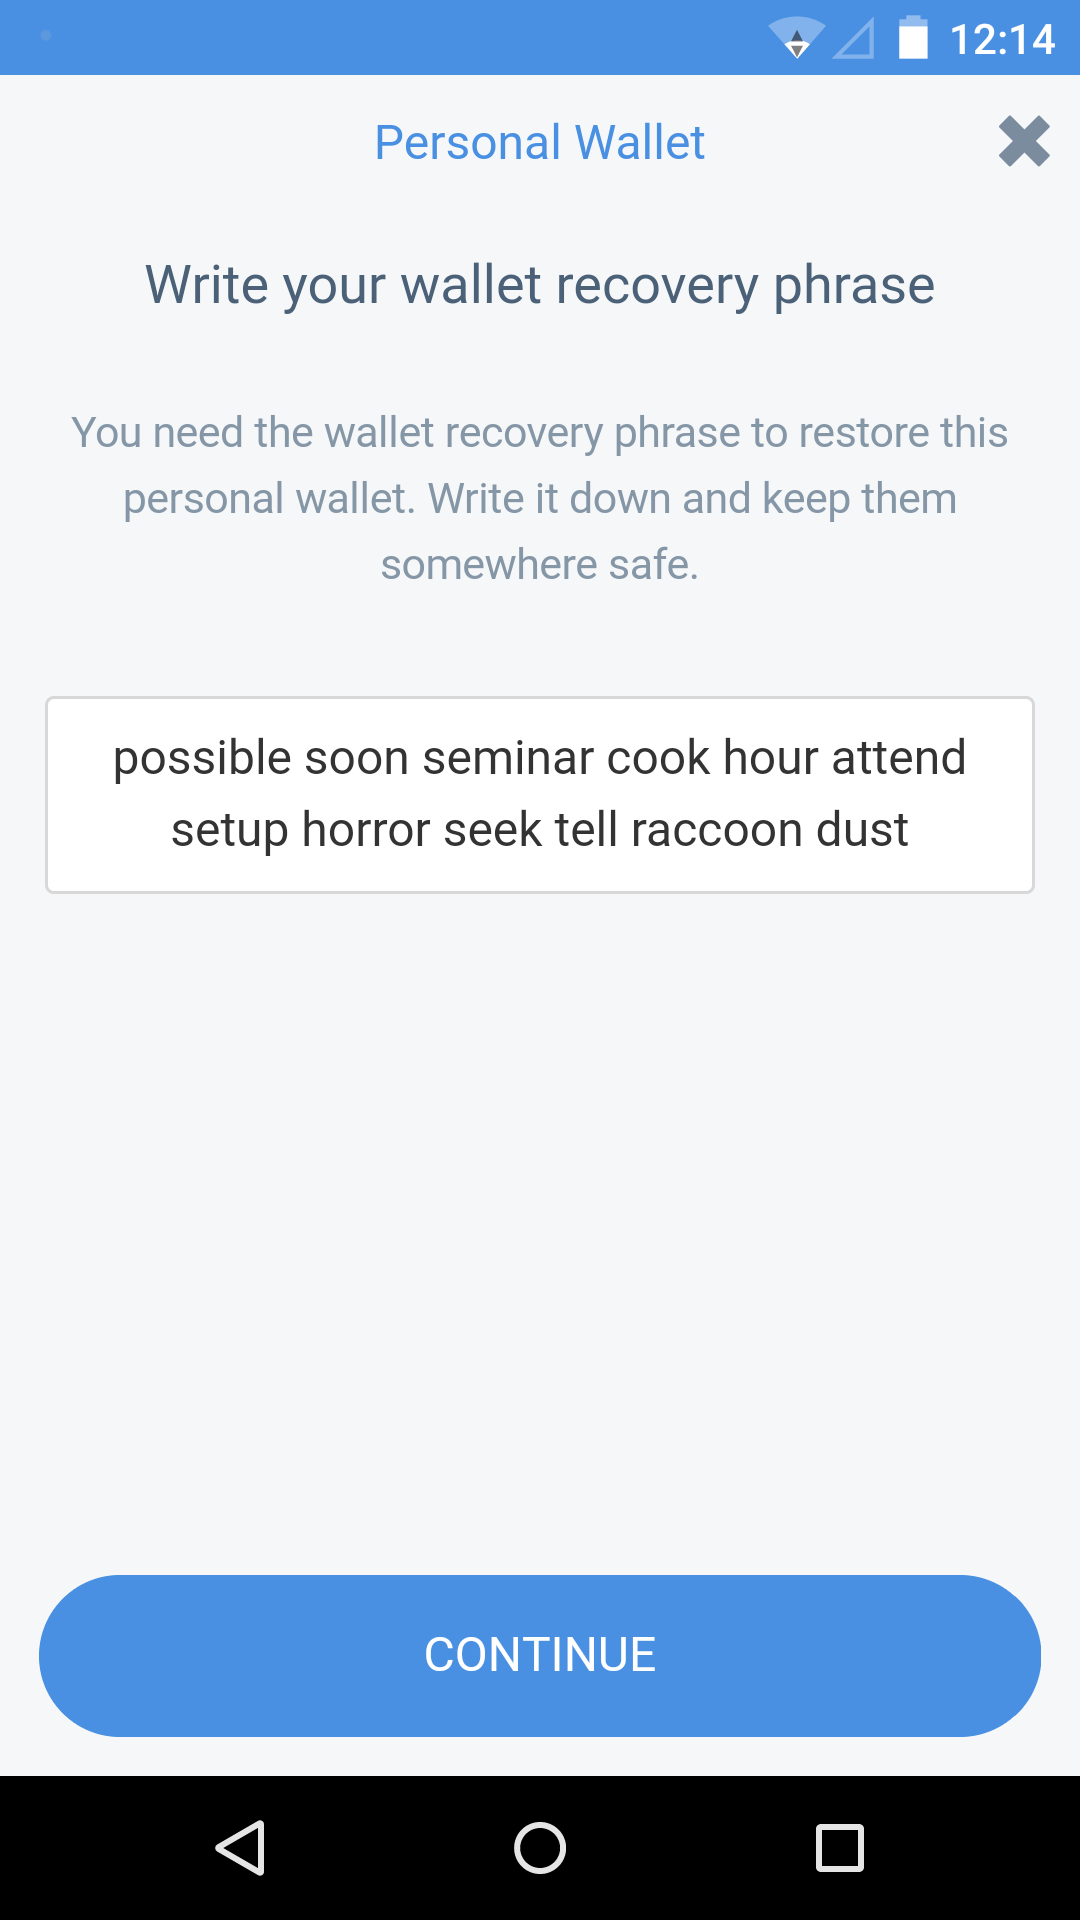 12:14
Personal Wallet
Write your wallet recovery phrase
You need the wallet recovery phrase to restore this
personal wallet. Write it down and keep them
somewhere safe.
possible soon seminar cook hour attend
setup horror seek tell raccoon dust
CONTINUE